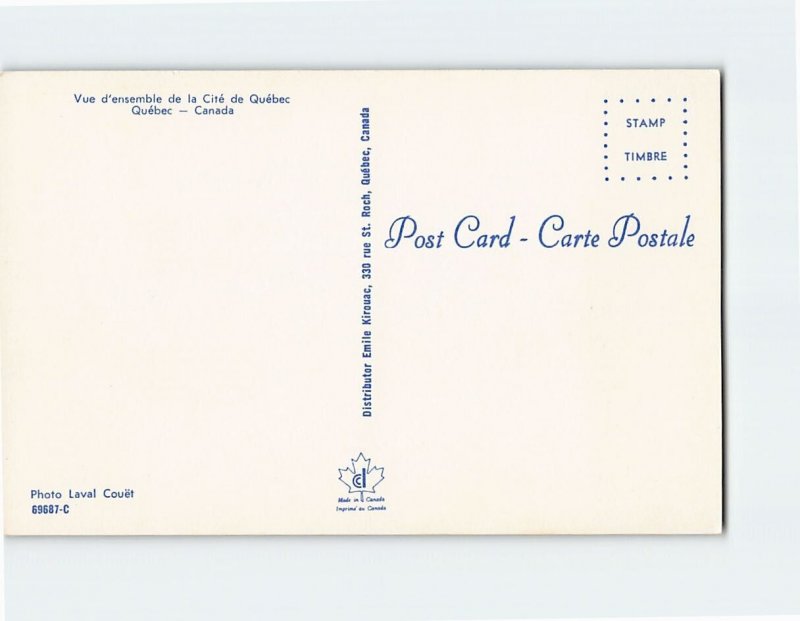 Vue d'ensemble de la Cité de Québec
Québec — Canada
Distributor Emile Kirouac, 330 rue St. Roch, Québec, Canada
STAMP
TIMBRE
Post Card - Carte Postale
Photo Laval Couët
69687-C
Made in Canada
Imprimé au Canada